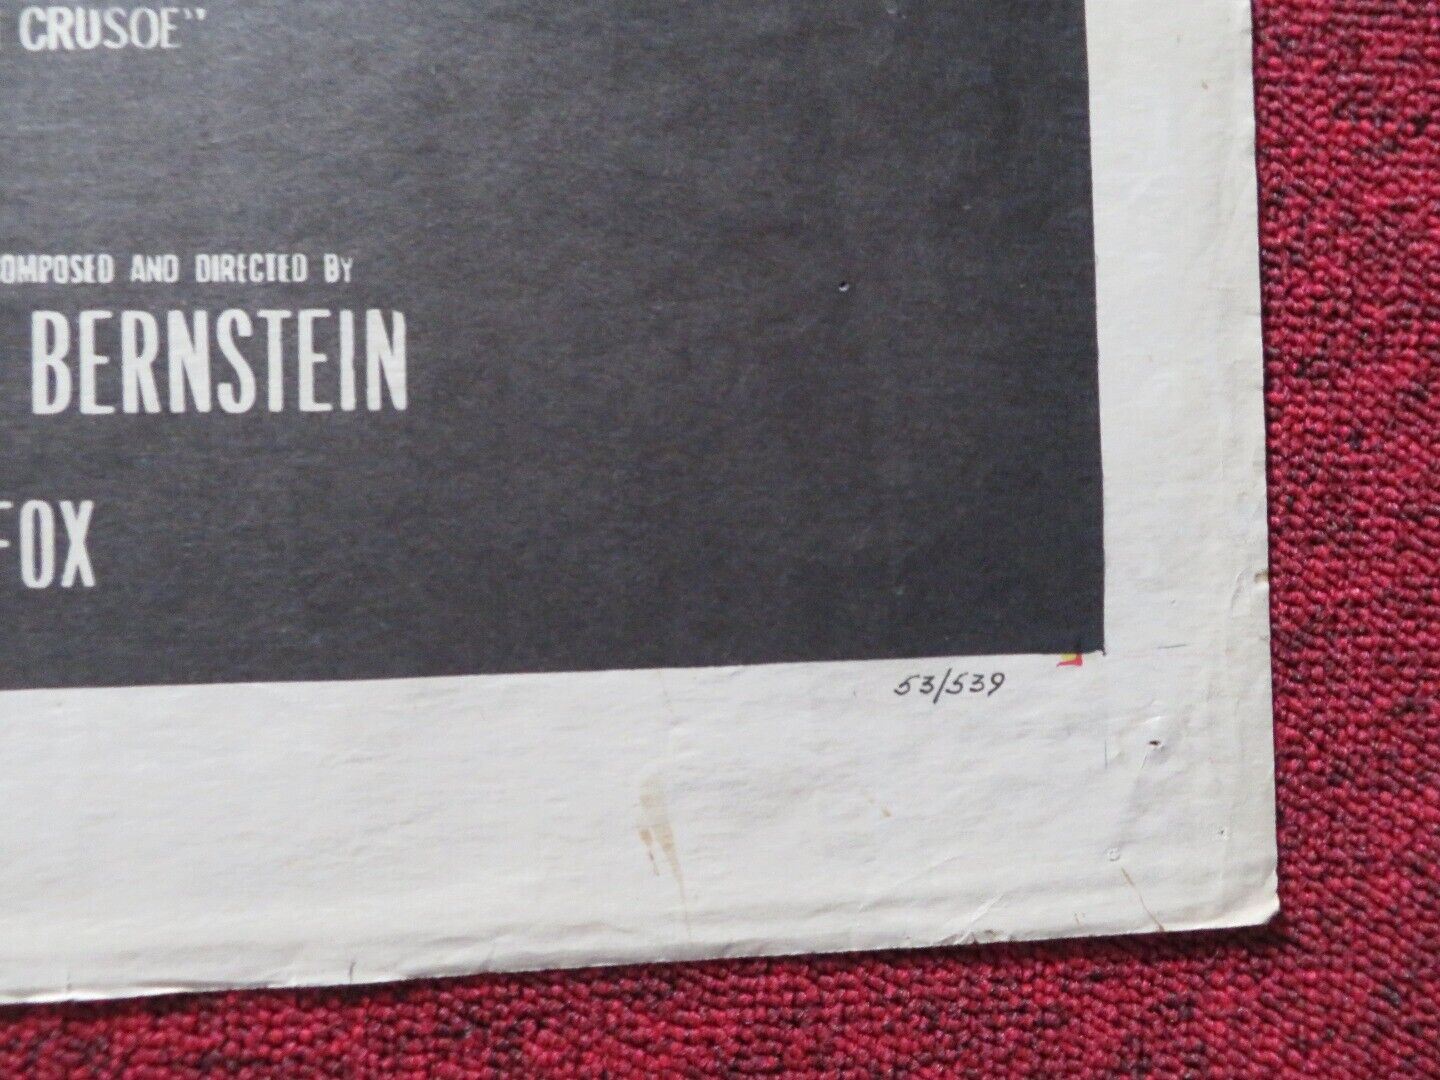 CRUSOE"
OMPOSED AND DIRECTED BY
BERNSTEIN
FOX
53/539